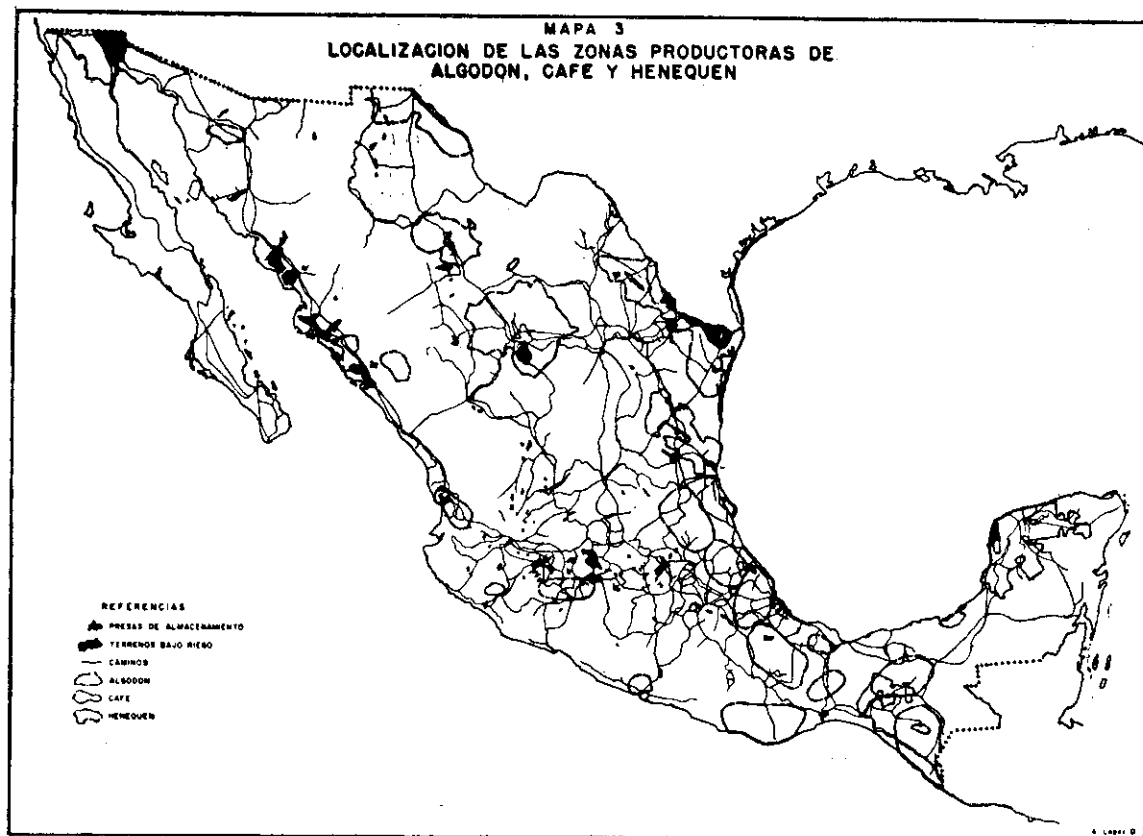 MAPA 3
LOCALIZACION DE LAS ZONAS PRODUCTORAS DE
ALGODON, CAFE Y HENEQUEN
REFERENCIAS
PRESAS DE ALMACENAMENTO
TERRENOS BAJO RIEGO
CAMINOS
ALGODON
CAFE
HENEQUEN